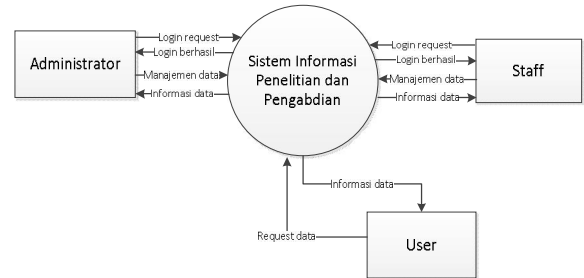 Login request
Login berhasil
Administrator
Manajemen data
Informasi data
Sistem Informasi
Penelitian dan
Pengabdian
Login request
Login berhasil
Manajemen data
Informasi data
Staff
Informasi data
Request data
User